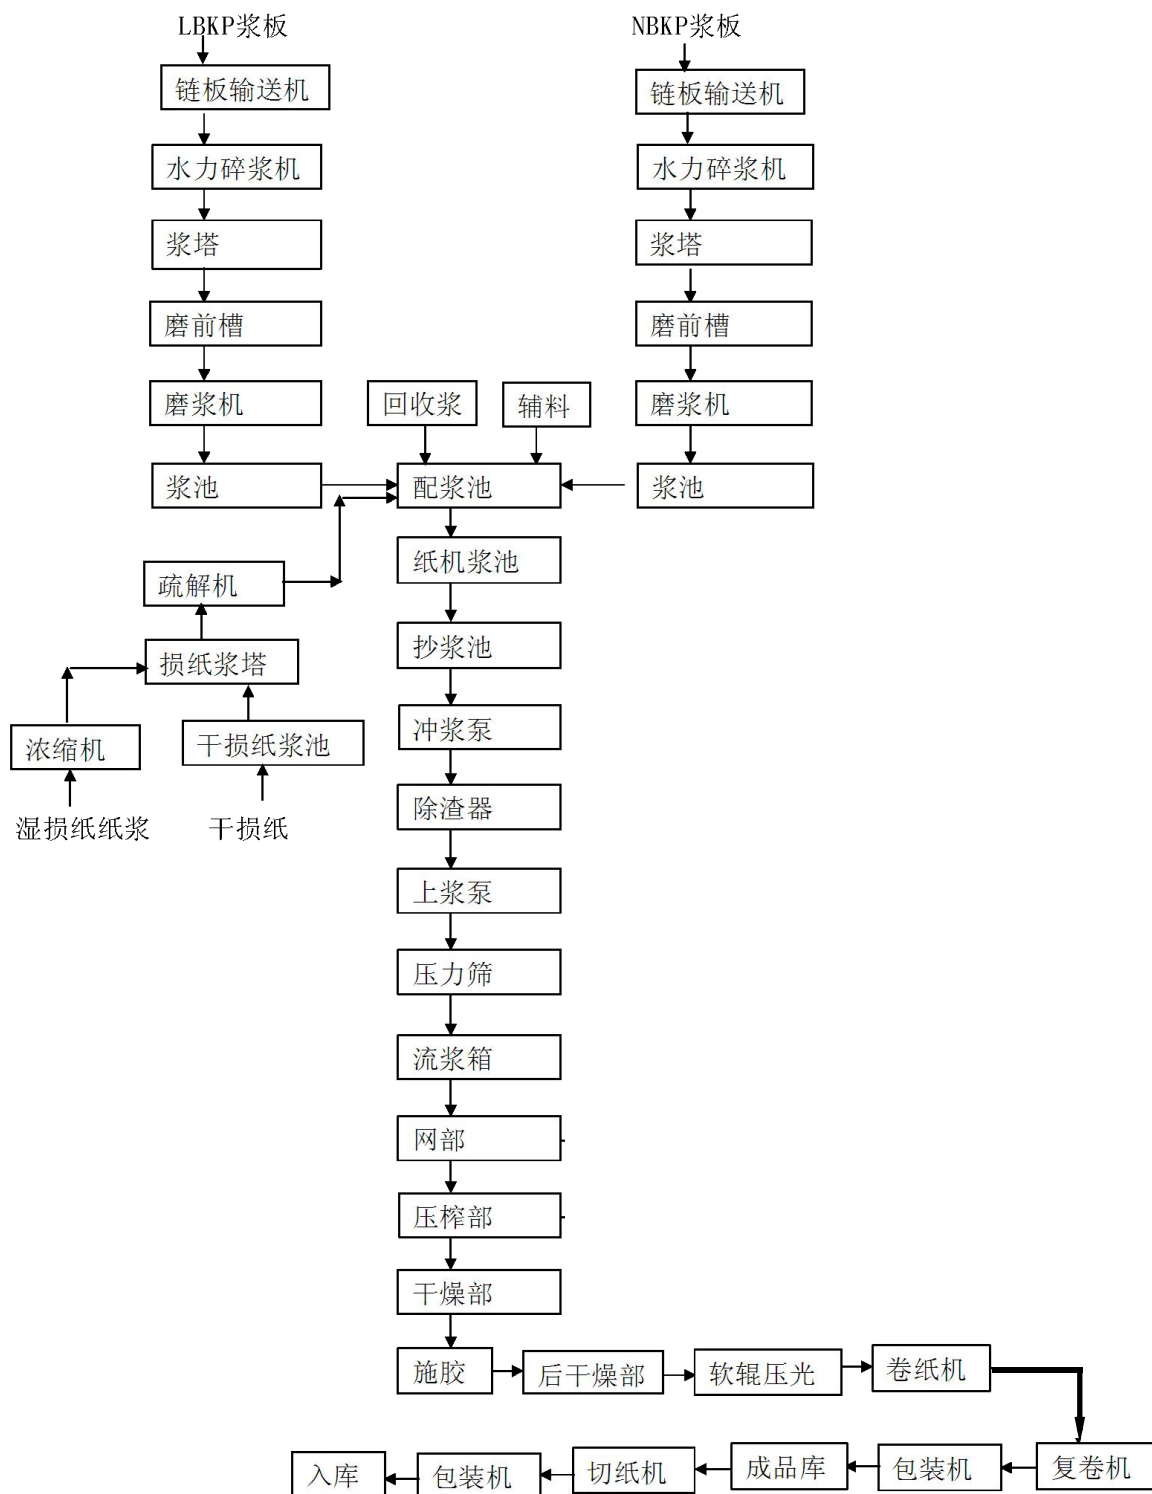 LBKP浆板
NBKP浆板
链板输送机
链板输送机
水力碎浆机
水力碎浆机
浆塔
浆塔
磨前槽
磨前槽
磨浆机
回收浆
辅料
磨浆机
浆池
配浆池
浆池
纸机浆池
疏解机
抄浆池
损纸浆塔
冲浆泵
浓缩机
干损纸浆池
除渣器
湿损纸纸浆
干损纸
上浆泵
压力筛
流浆箱
网部
压榨部
干燥部
施胶
后干燥部
软辊压光
卷纸机
入库
包装机
切纸机
成品库
包装机
复卷机